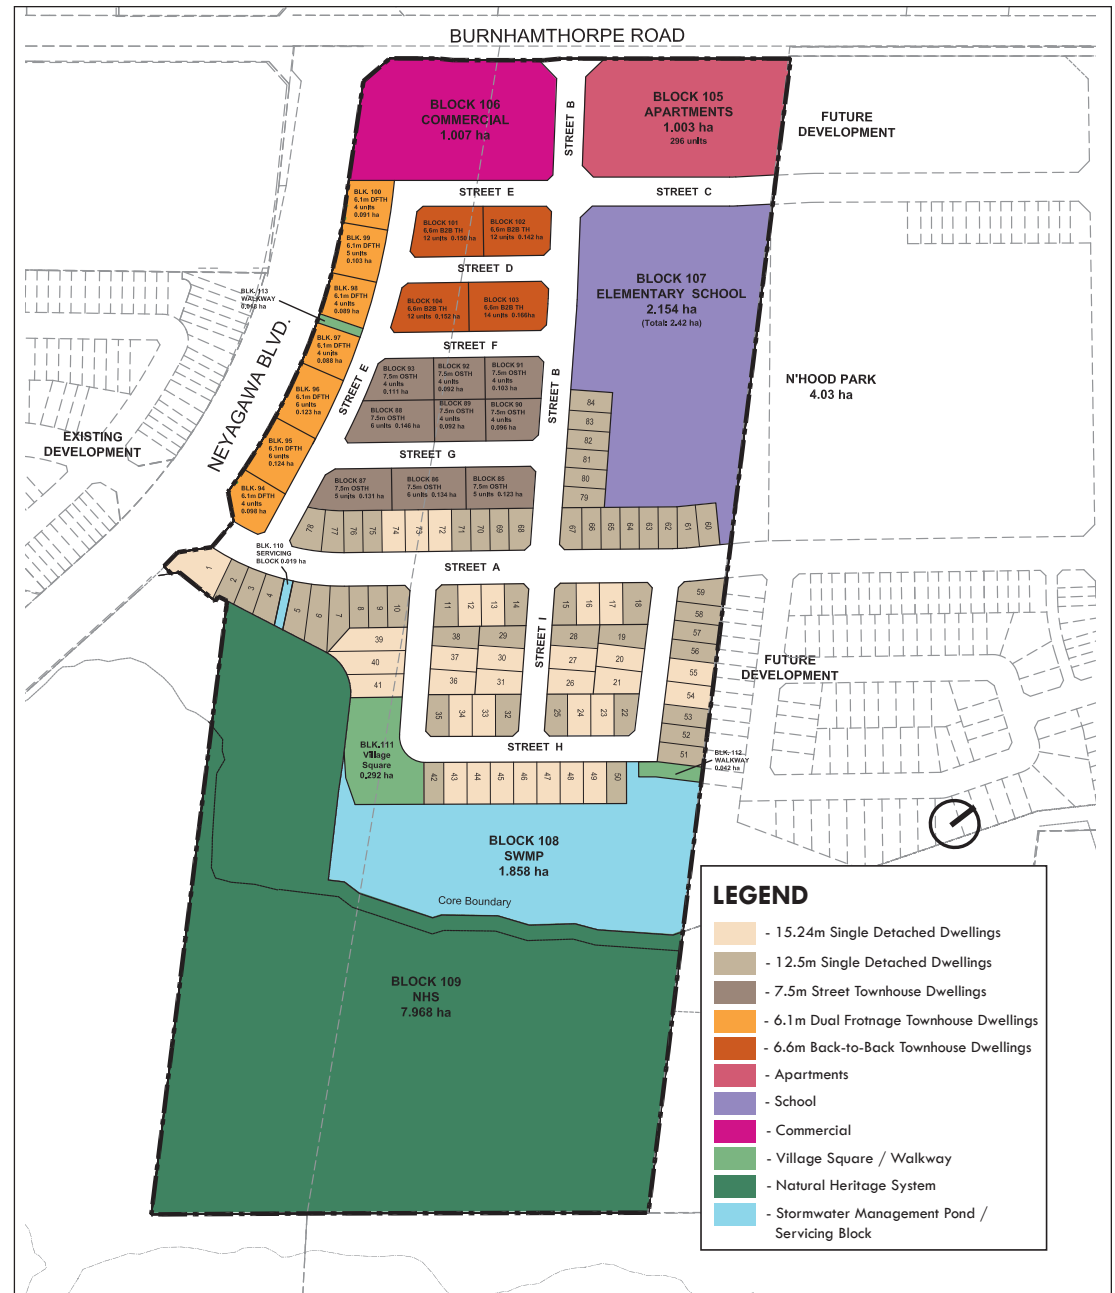 BURNHAMTHORPE ROAD
BLOCK 106
COMMERCIAL
1.007 ha
STREET B
BLOCK 105
APARTMENTS
1.003 ha
296 units
FUTURE
DEVELOPMENT
STREET E
STREET C
BLK. 100
6.1m DFTH
4 units
0.091 ha
BLK. 99
6.1m DFTH
5 units
0.103 ha
BLK. 98
6.1m DFTH
4 units
0.089 ha
BLOCK 101
6.6m B2B TH
12 units 0.150 ha
BLOCK 102
6.6m B2B TH
12 units 0.142 ha
STREET D
BLOCK 104
6.6m B2B TH
12 units 0.152 ha
BLOCK 103
6.6m B2B TH
14 units 0.166ha
BLOCK 107
ELEMENTARY SCHOOL
2.154 ha
(Total: 2.42 ha)
BLK. 113
WALKWAY
0.018 ha
NEYAGAWA BLVD.
BLK. 97
6.1m DFTH
4 units
0.088 ha
BLK. 96
6.1m DFTH
6 units
0.123 ha
BLK. 95
6.1m DFTH
6 units
0.124 ha
BLK. 94
6.1m DFTH
4 units
0.098 ha
STREET E
STREET F
STREET B
BLOCK 93
7.5m OSTH
4 units
0.111 ha
BLOCK 92
7.5m OSTH
4 units
0.092 ha
BLOCK 91
7.5m OSTH
4 units
0.103 ha
BLOCK 88
7.5m OSTH
6 units 0.146 ha
BLOCK 89
7.5m OSTH
4 units
0.092 ha
BLOCK 90
7.5m OSTH
4 units
0.096 ha
N'HOOD PARK
4.03 ha
EXISTING
DEVELOPMENT
STREET G
BLOCK 87
7.5m OSTH
5 units 0.131 ha
BLOCK 86
7.5m OSTH
6 units 0.134 ha
BLOCK 85
7.5m OSTH
5 units 0.123 ha
84
83
82
81
80
79
78
77
76
75
74
73
72
71
70
69
68
67
66
65
64
63
62
61
60
BLK. 110
SERVICING
BLOCK 0.019 ha
STREET A
1
2
3
4
5
6
7
8
9
10
11
12
13
14
15
16
17
18
59
58
57
56
55
54
53
52
51
39
40
41
38
29
37
30
36
31
35
34
33
32
STREET I
28
19
27
20
26
21
25
24
23
22
FUTURE
DEVELOPMENT
STREET H
BLK.111
Village
Square
0.292 ha
42
43
44
45
46
47
48
49
50
BLK. 112
WALKWAY
0.042 ha
BLOCK 108
SWMP
1.858 ha
Core Boundary
BLOCK 109
NHS
7.968 ha
LEGEND
- 15.24m Single Detached Dwellings
- 12.5m Single Detached Dwellings
- 7.5m Street Townhouse Dwellings
- 6.1m Dual Frotnage Townhouse Dwellings
- 6.6m Back-to-Back Townhouse Dwellings
- Apartments
- School
- Commercial
- Village Square / Walkway
- Natural Heritage System
- Stormwater Management Pond /
Servicing Block